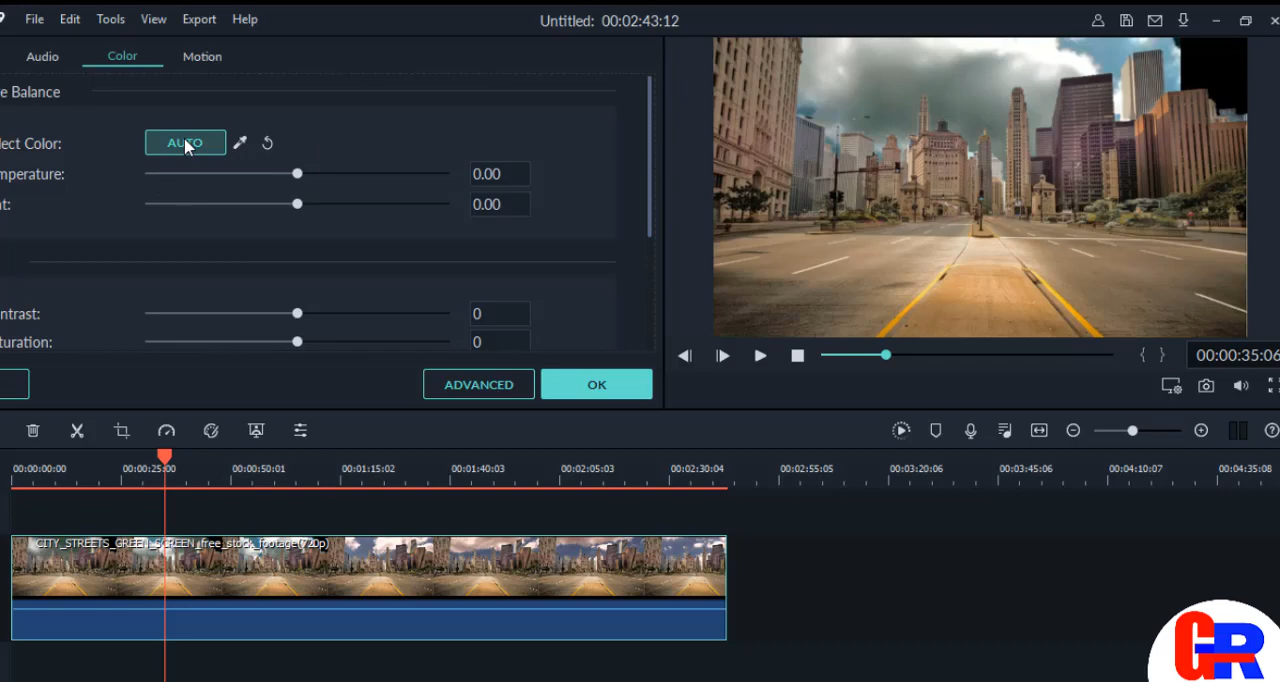 File Edit Tools View Export Help
Untitled: 00:02:43:12
Audio Color Motion
e Balance
lect Color: AUTO
mperature: 0.00
t: 0.00
ntrast: 0
turation: 0
ADVANCED OK
00:00:35:06
00:00:00:00 00:00:25:00 00:00:50:01 00:01:15:02 00:01:40:03 00:02:05:03 00:02:30:04 00:02:55:05 00:03:20:06 00:03:45:06 00:04:10:07 00:04:35:08
CITY_STREETS_GREEN_SCREEN_free_stock_footage(720p)
GR